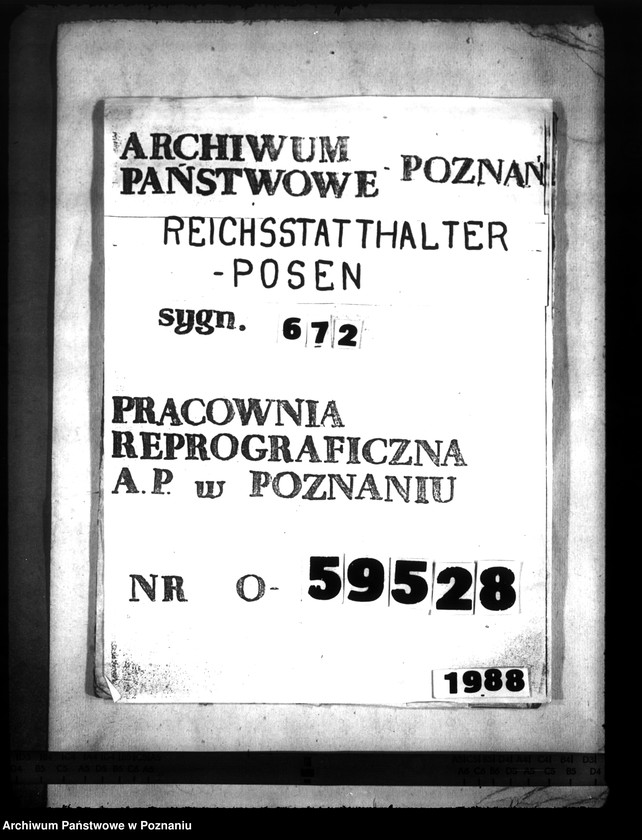 ARCHIWUM
PAŃSTWOWE - POZNAŃ
REICHSSTATTHALTER
-POSEN
sygn. 672
PRACOWNIA
REPROGRAFICZNA
A.P. w POZNANIU
NR O- 59528
1988
Archiwum Państwowe w Poznaniu